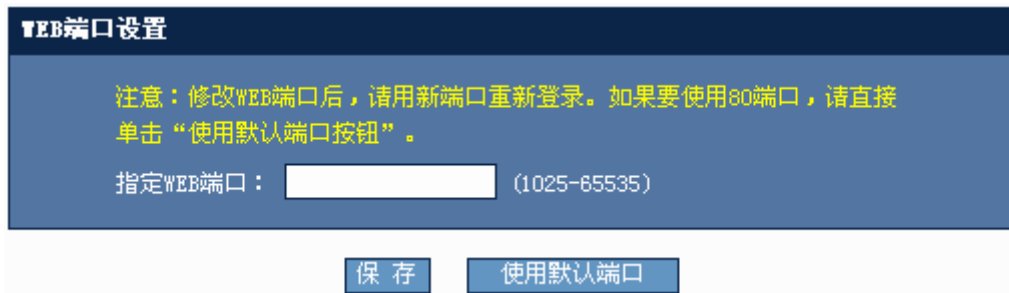 WEB端口设置
注意：修改WEB端口后，请用新端口重新登录。如果要使用80端口，请直接
单击“使用默认端口按钮”。
指定WEB端口： (1025-65535)
保 存 使用默认端口